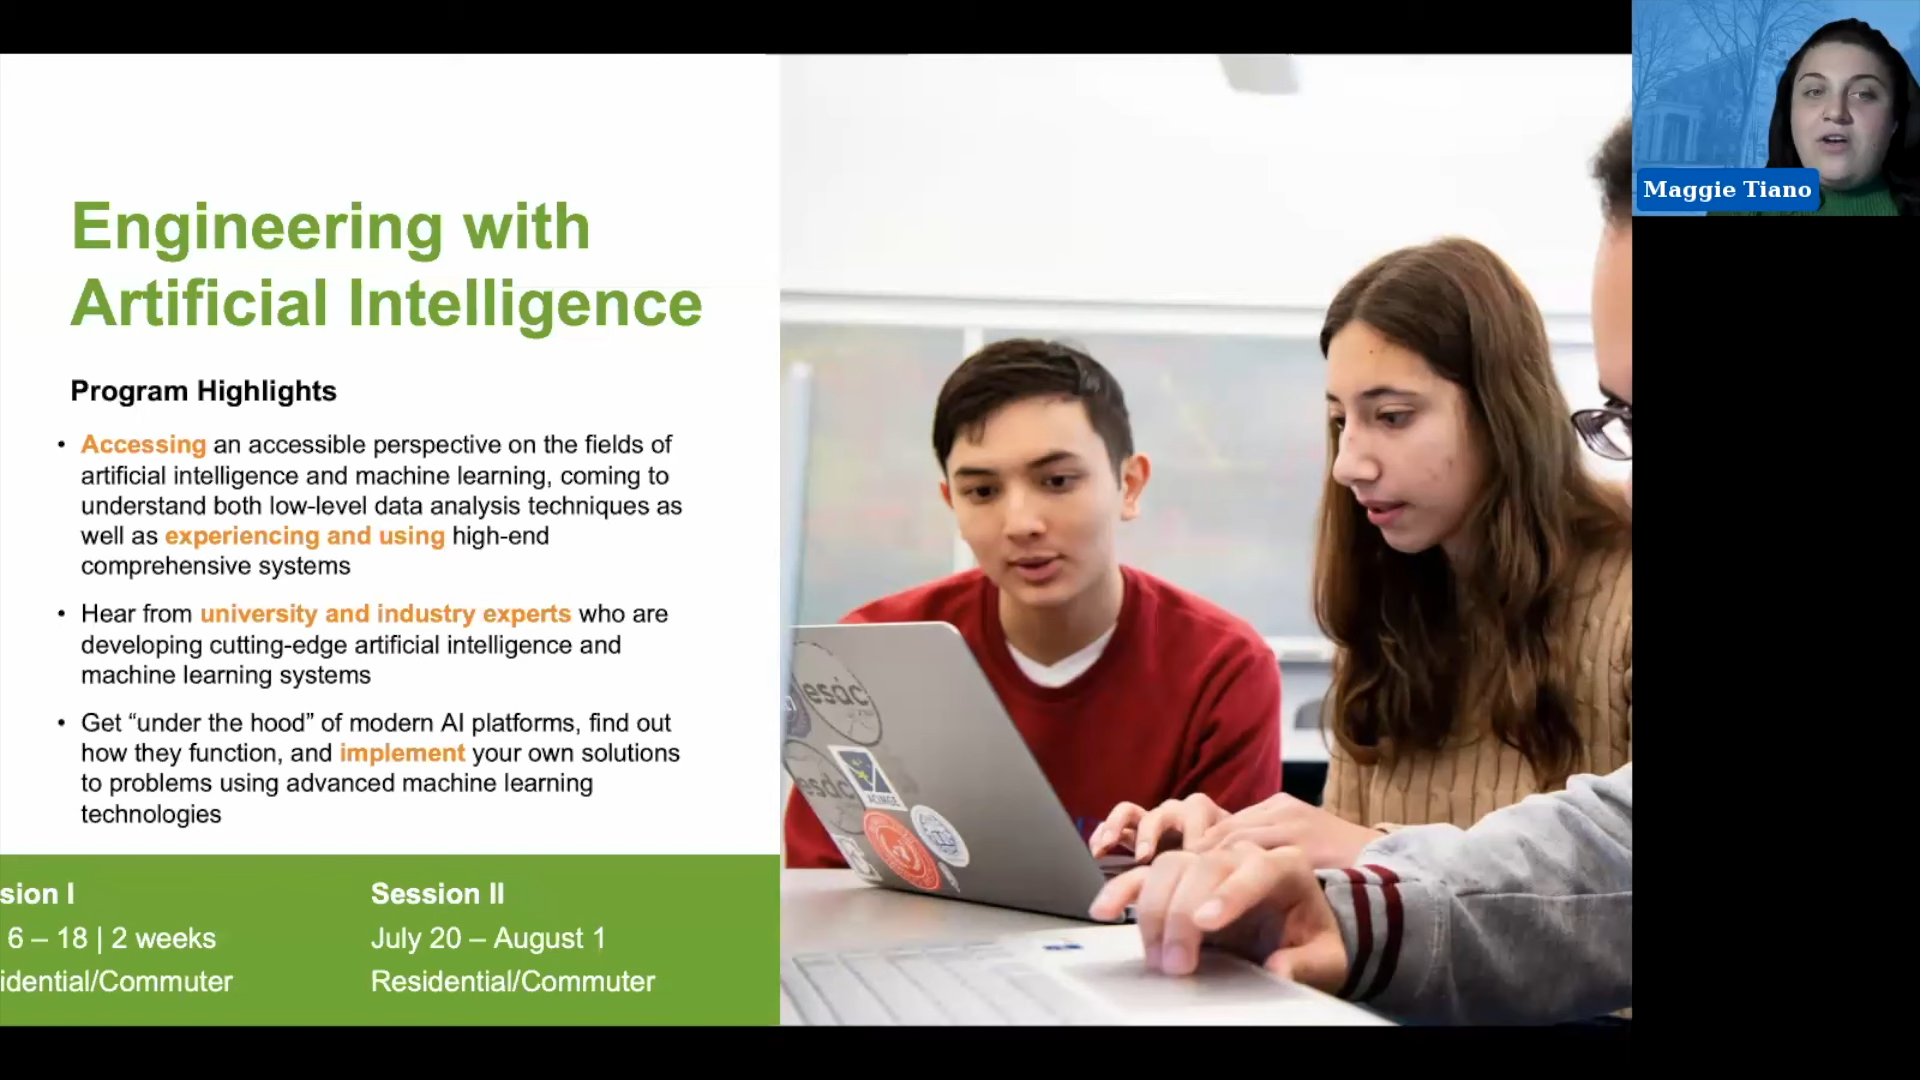 Maggie Tiano
Engineering with
Artificial Intelligence
Program Highlights
• Accessing an accessible perspective on the fields of
artificial intelligence and machine learning, coming to
understand both low-level data analysis techniques as
well as experiencing and using high-end
comprehensive systems
• Hear from university and industry experts who are
developing cutting-edge artificial intelligence and
machine learning systems
• Get “under the hood” of modern AI platforms, find out
how they function, and implement your own solutions
to problems using advanced machine learning
technologies
sion I
6 – 18 | 2 weeks
idential/Commuter
Session II
July 20 – August 1
Residential/Commuter
esac
esac